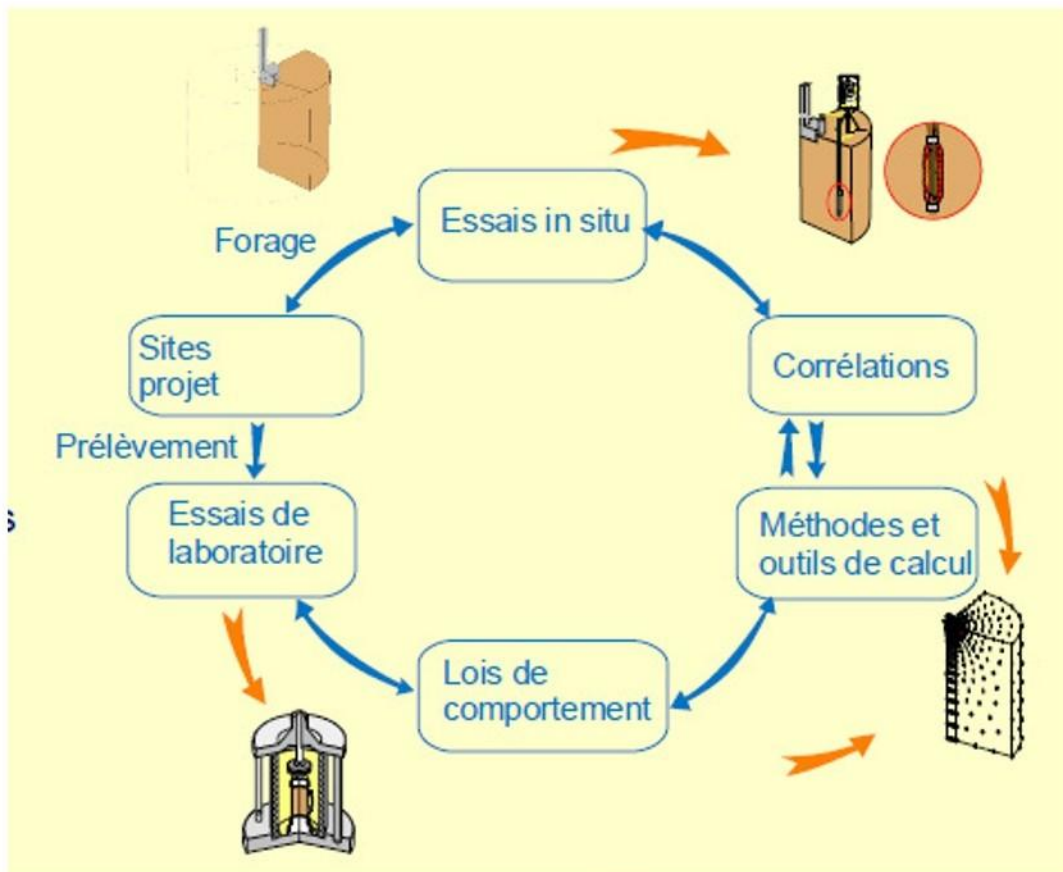 Essais in situ
Forage
Sites
projet
Corrélations
Prélèvement
Essais de
laboratoire
Méthodes et
outils de calcul
Lois de
comportement
s